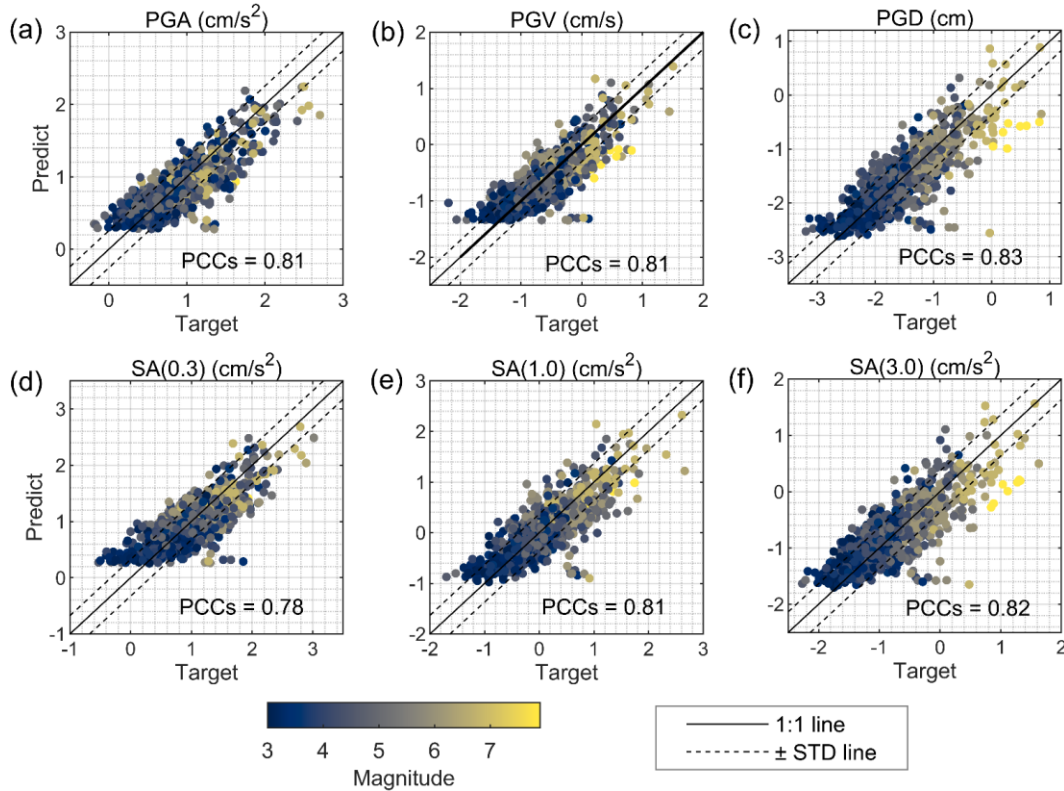 (a) PGA (cm/s²)
3
2
1
0
Predict
PCCs = 0.81
0 1 2 3
Target
(b) PGV (cm/s)
2
1
0
-1
-2
PCCs = 0.81
-2 -1 0 1 2
Target
(c) PGD (cm)
1
0
-1
-2
-3
PCCs = 0.83
-3 -2 -1 0 1
Target
(d) SA(0.3) (cm/s²)
3
2
1
0
-1
Predict
PCCs = 0.78
-1 0 1 2 3
Target
(e) SA(1.0) (cm/s²)
3
2
1
0
-1
-2
PCCs = 0.81
-1 0 1 2 3
Target
(f) SA(3.0) (cm/s²)
2
1
0
-1
-2
PCCs = 0.82
-2 -1 0 1 2
Target
3 4 5 6 7
Magnitude
1:1 line
± STD line